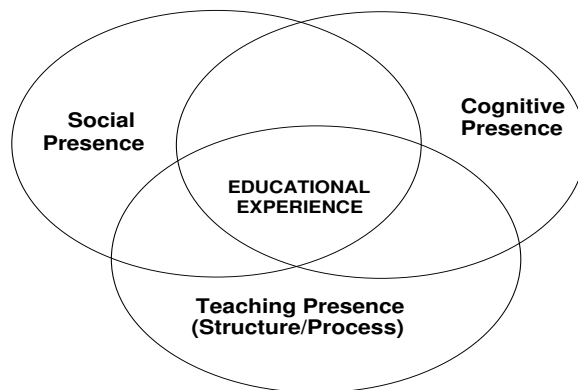 Social
Presence
Cognitive
Presence
EDUCATIONAL
EXPERIENCE
Teaching Presence
(Structure/Process)